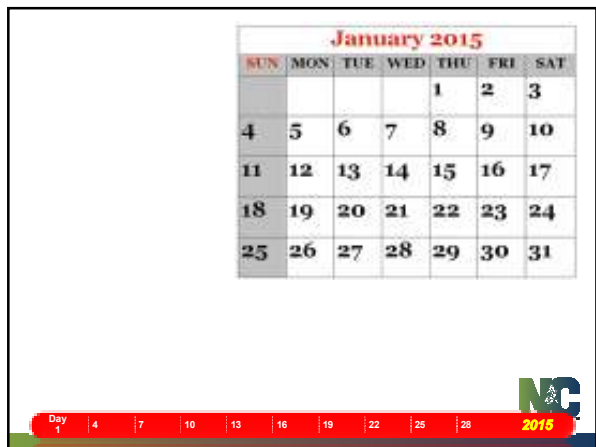 January 2015
SUN MON TUE WED THU FRI SAT
1 2 3
4 5 6 7 8 9 10
11 12 13 14 15 16 17
18 19 20 21 22 23 24
25 26 27 28 29 30 31
NC
Day 1 4 7 10 13 16 19 22 25 28 2015